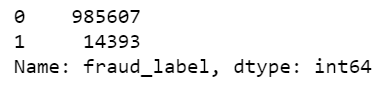 0    985607
1     14393
Name: fraud_label, dtype: int64